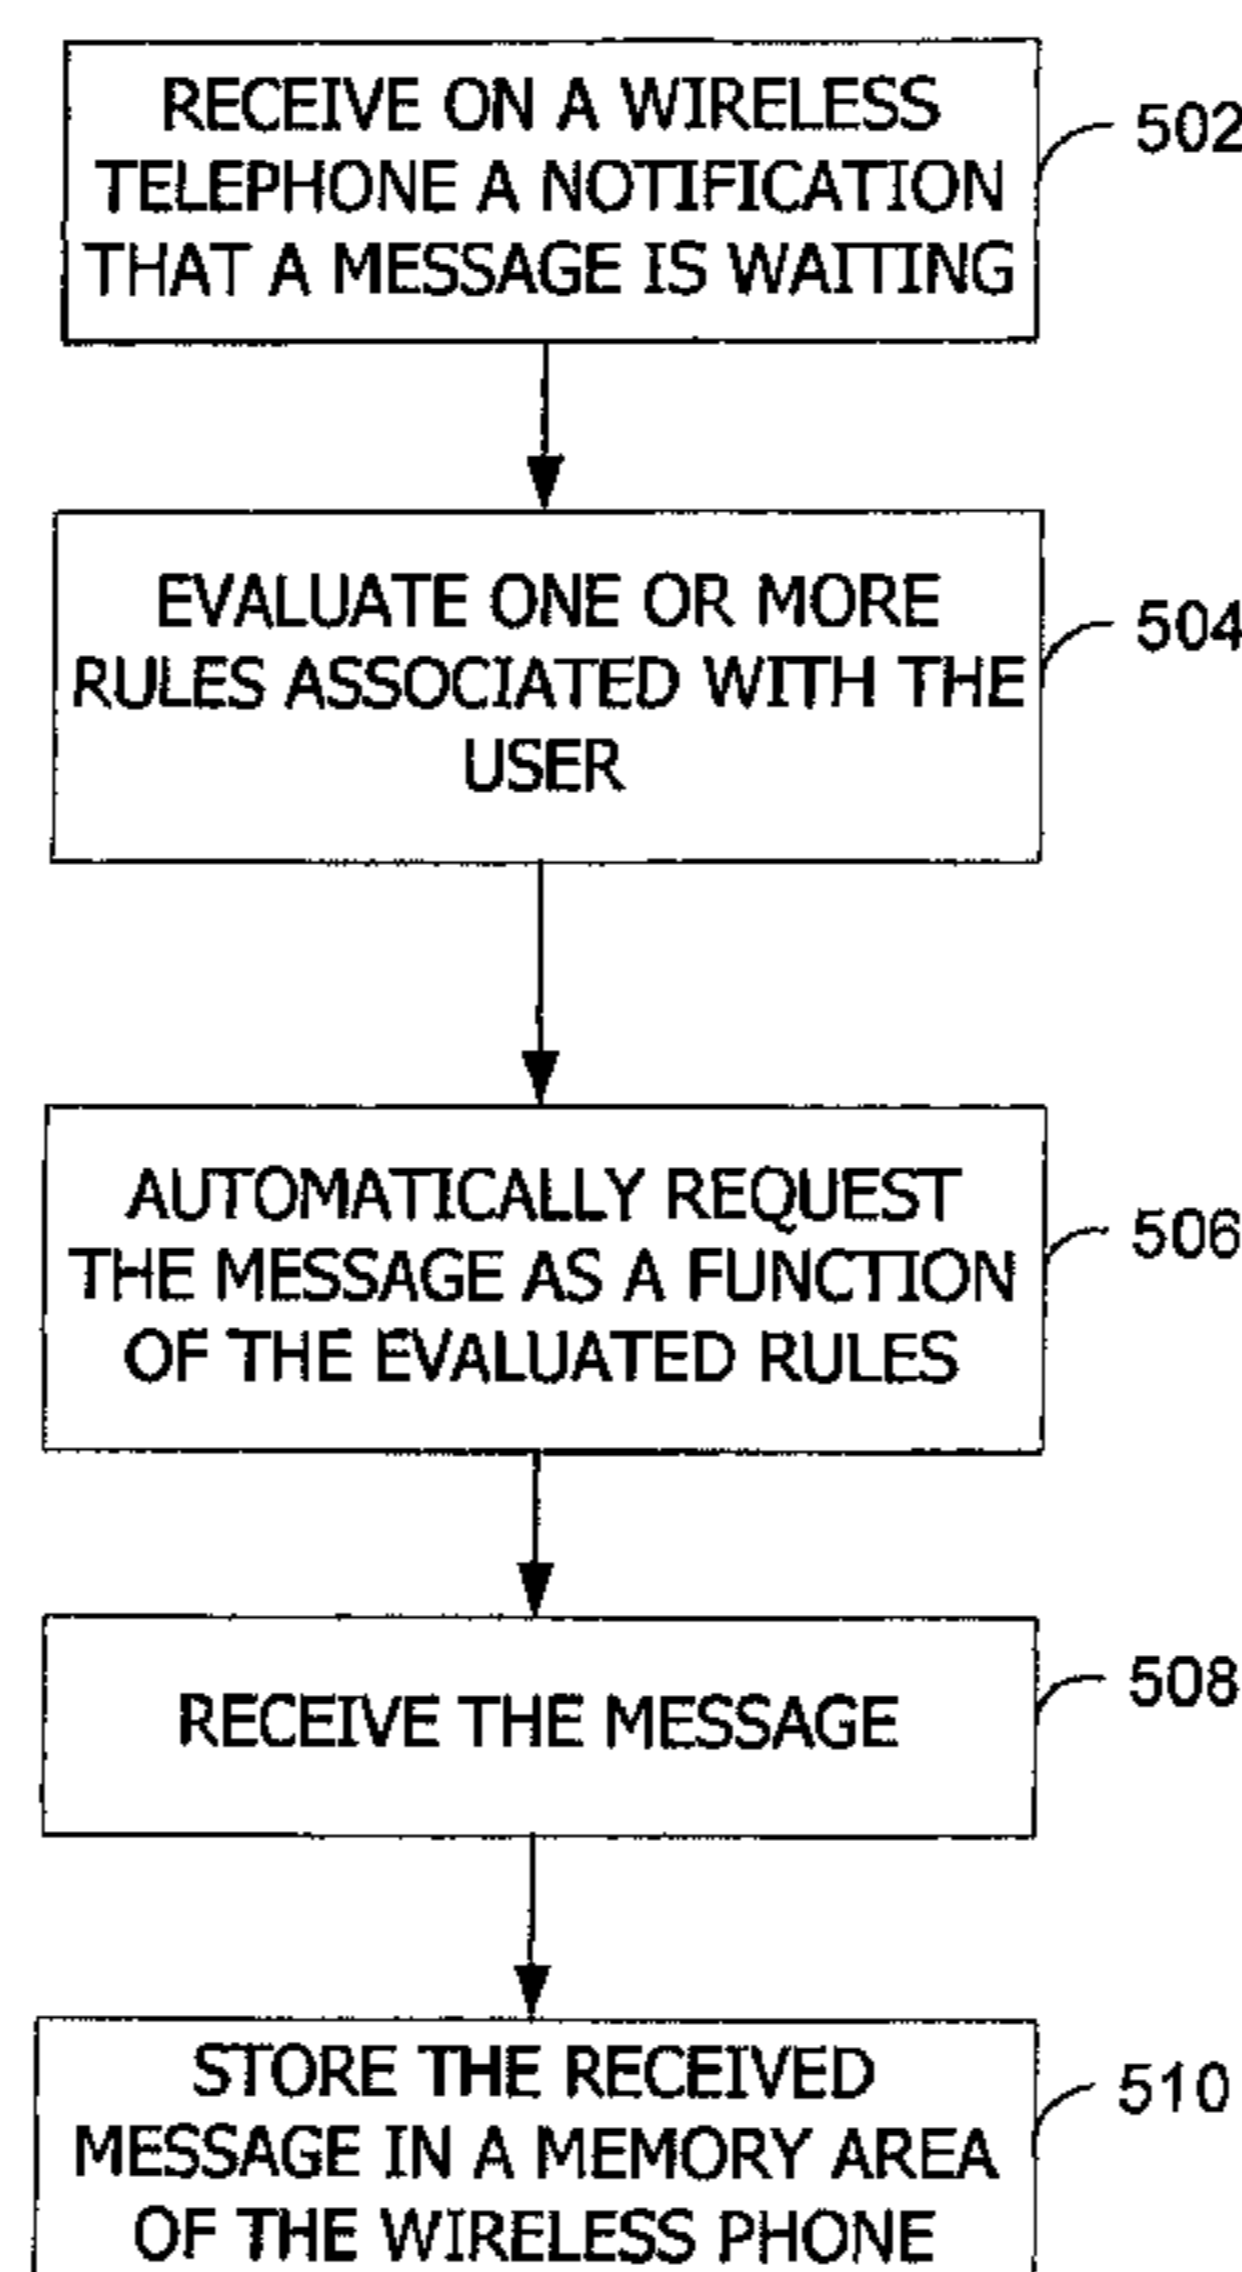 RECEIVE ON A WIRELESS
TELEPHONE A NOTIFICATION
THAT A MESSAGE IS WAITING
502
EVALUATE ONE OR MORE
RULES ASSOCIATED WITH THE
USER
504
AUTOMATICALLY REQUEST
THE MESSAGE AS A FUNCTION
OF THE EVALUATED RULES
506
RECEIVE THE MESSAGE
508
STORE THE RECEIVED
MESSAGE IN A MEMORY AREA
OF THE WIRELESS PHONE
510